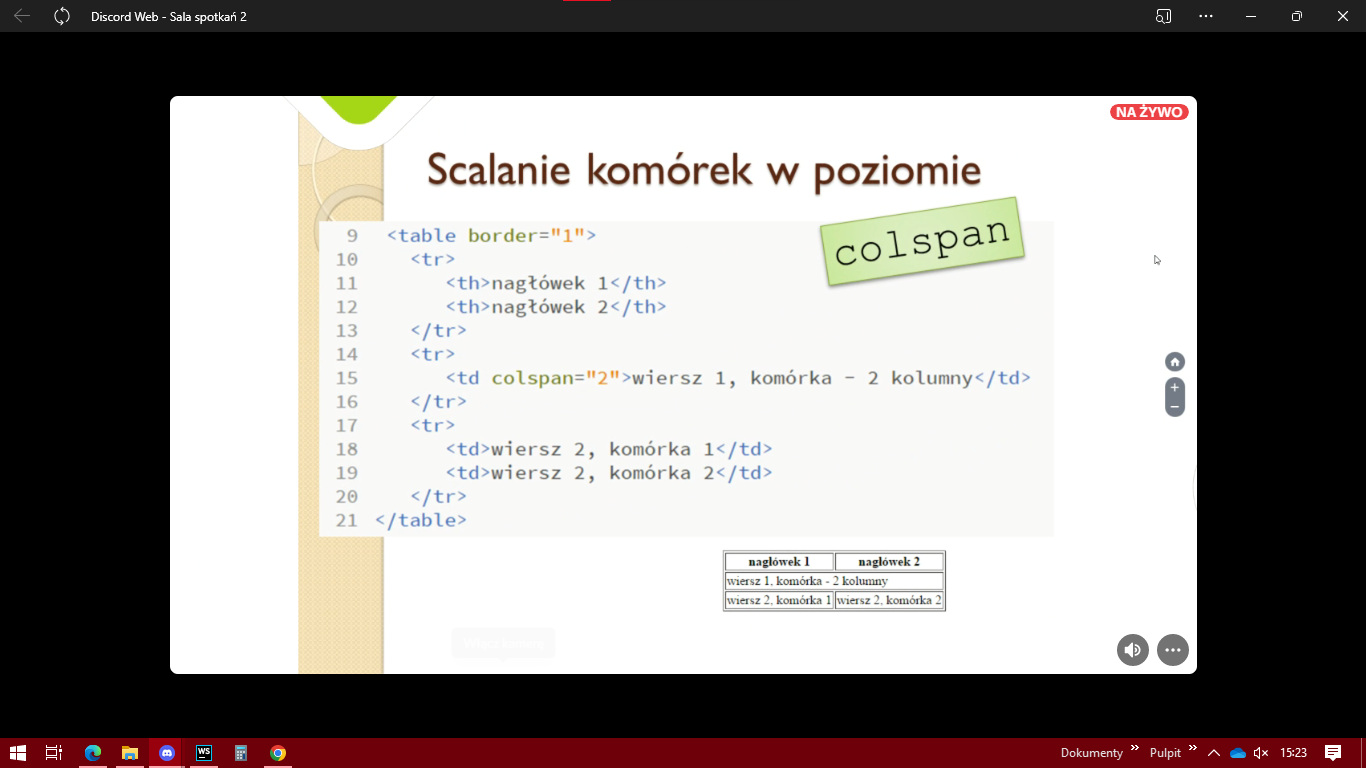 Discord Web - Sala spotkań 2
NA ŻYWO
Scalanie komórek w poziomie
colspan
9 <table border="1">
10 <tr>
11 <th>nagłówek 1</th>
12 <th>nagłówek 2</th>
13 </tr>
14 <tr>
15 <td colspan="2">wiersz 1, komórka - 2 kolumny</td>
16 </tr>
17 <tr>
18 <td>wiersz 2, komórka 1</td>
19 <td>wiersz 2, komórka 2</td>
20 </tr>
21 </table>
nagłówek 1 nagłówek 2
wiersz 1, komórka - 2 kolumny
wiersz 2, komórka 1 wiersz 2, komórka 2
WS
Dokumenty » Pulpit » 15:23